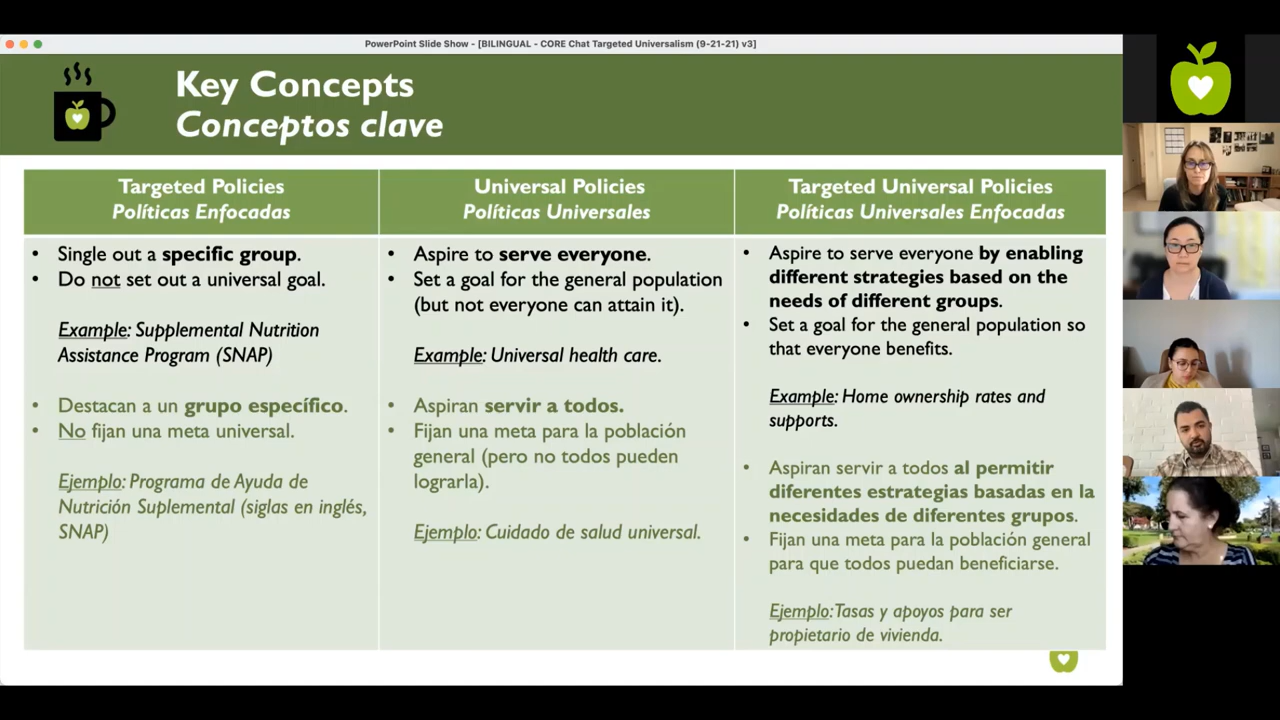 PowerPoint Slide Show - [BILINGUAL - CORE Chat Targeted Universalism (9-21-21) v3]
Key Concepts
Conceptos clave
Targeted Policies
Políticas Enfocadas
• Single out a specific group.
• Do not set out a universal goal.
Example: Supplemental Nutrition
Assistance Program (SNAP)
• Destacan a un grupo específico.
• No fijan una meta universal.
Ejemplo: Programa de Ayuda de
Nutrición Suplemental (siglas en inglés,
SNAP)
Universal Policies
Políticas Universales
• Aspire to serve everyone.
• Set a goal for the general population
(but not everyone can attain it).
Example: Universal health care.
• Aspiran servir a todos.
• Fijan una meta para la población
general (pero no todos pueden
lograrla).
Ejemplo: Cuidado de salud universal.
Targeted Universal Policies
Políticas Universales Enfocadas
• Aspire to serve everyone by enabling
different strategies based on the
needs of different groups.
• Set a goal for the general population so
that everyone benefits.
Example: Home ownership rates and
supports.
• Aspiran servir a todos al permitir
diferentes estrategias basadas en la
necesidades de diferentes grupos.
• Fijan una meta para la población general
para que todos puedan beneficiarse.
Ejemplo: Tasas y apoyos para ser
propietario de vivienda.